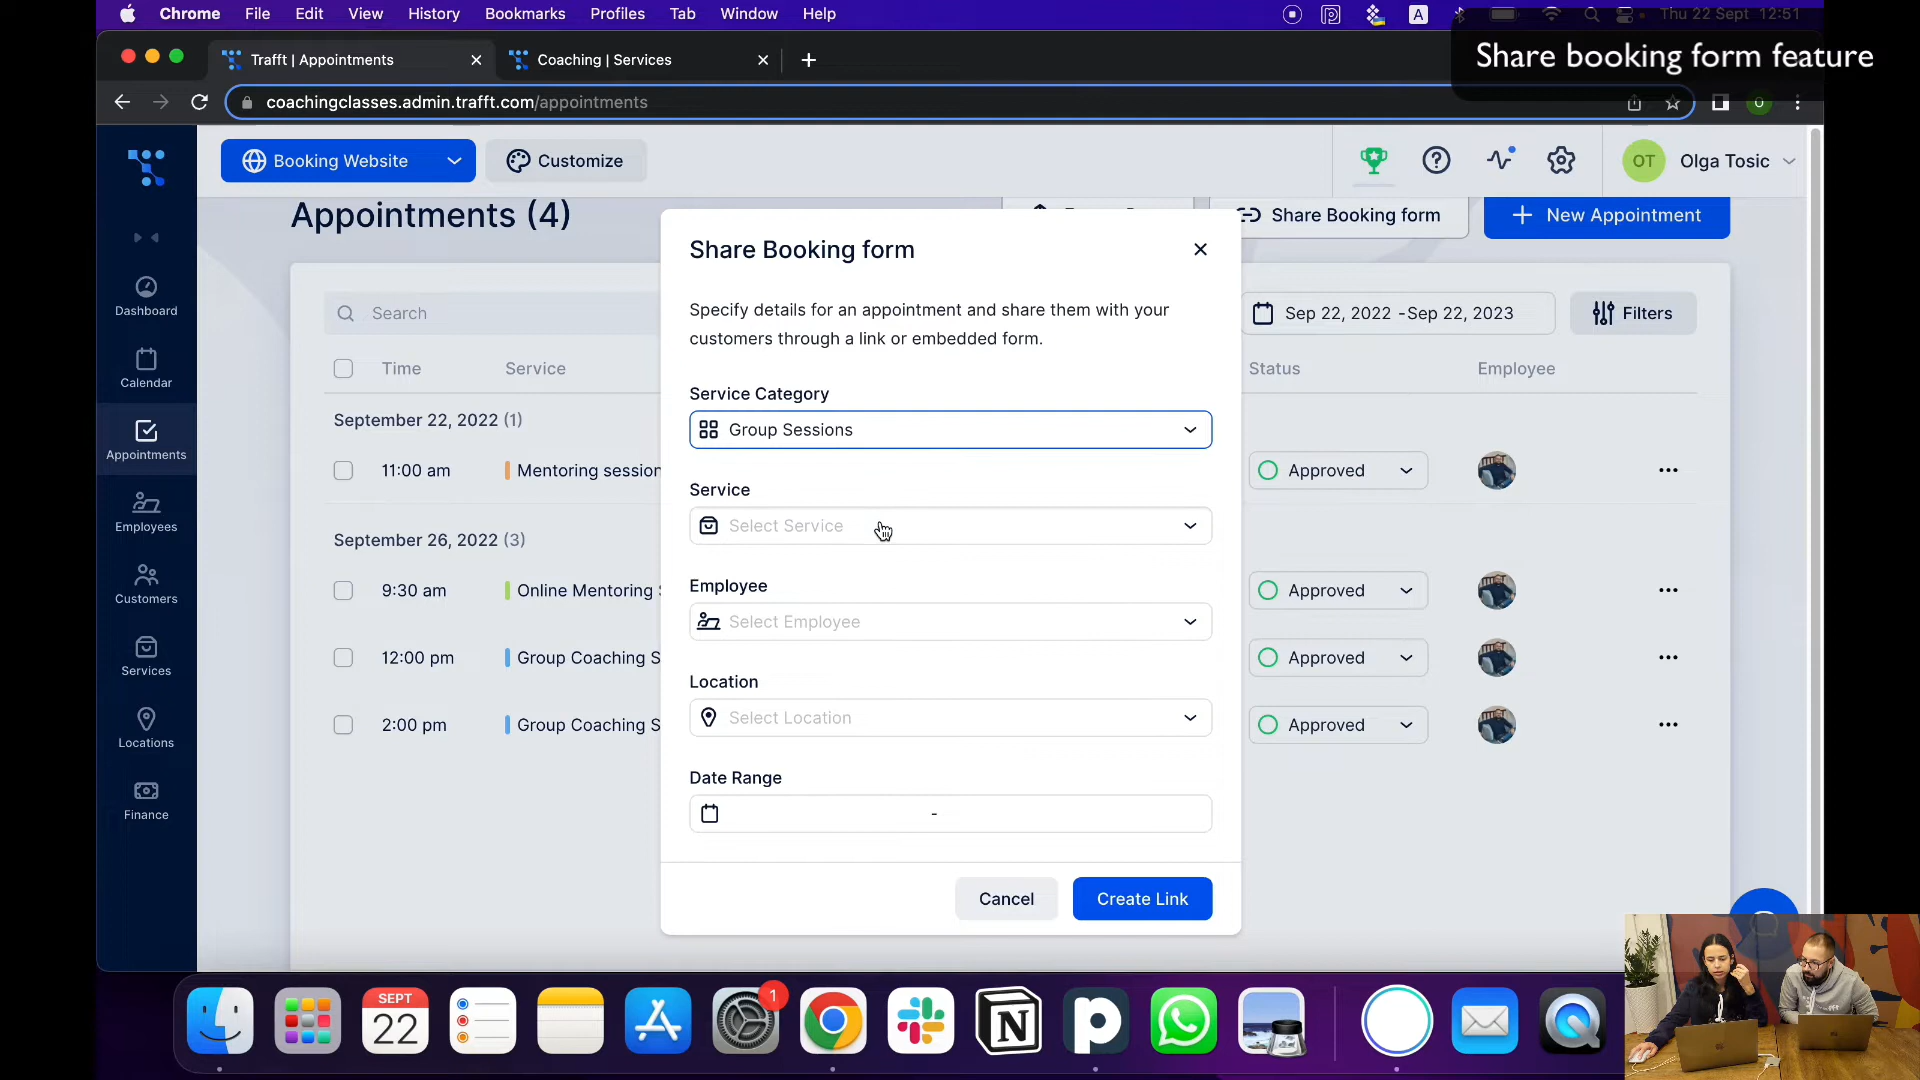 Chrome File Edit View History Bookmarks Profiles Tab Window Help
A
Thu 22 Sept 12:51
Share booking form feature
Trafft | Appointments
Coaching | Services
coachingclasses.admin.trafft.com/appointments
U
Booking Website
Customize
OT
Olga Tosic
Appointments (4)
Share Booking form
New Appointment
Dashboard
Calendar
Appointments
Employees
Customers
Services
Locations
Finance
Search
Sep 22, 2022 - Sep 22, 2023
Filters
Time
Service
Status
Employee
September 22, 2022 (1)
11:00 am
Mentoring session
Approved
September 26, 2022 (3)
9:30 am
Online Mentoring
Approved
12:00 pm
Group Coaching S
Approved
2:00 pm
Group Coaching S
Approved
Share Booking form
Specify details for an appointment and share them with your
customers through a link or embedded form.
Service Category
Group Sessions
Service
Select Service
Employee
Select Employee
Location
Select Location
Date Range
-
Cancel
Create Link
SEPT
22
1